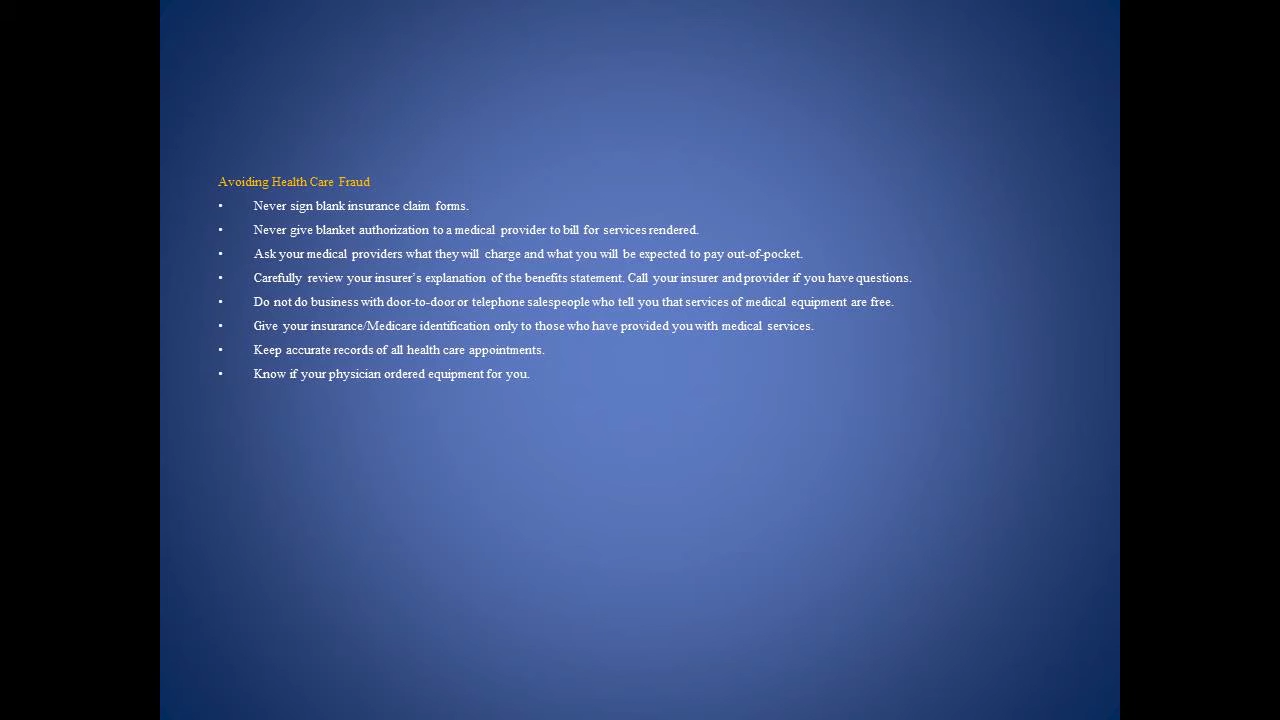 Avoiding Health Care Fraud
• Never sign blank insurance claim forms.
• Never give blanket authorization to a medical provider to bill for services rendered.
• Ask your medical providers what they will charge and what you will be expected to pay out-of-pocket.
• Carefully review your insurer’s explanation of the benefits statement. Call your insurer and provider if you have questions.
• Do not do business with door-to-door or telephone salespeople who tell you that services of medical equipment are free.
• Give your insurance/Medicare identification only to those who have provided you with medical services.
• Keep accurate records of all health care appointments.
• Know if your physician ordered equipment for you.